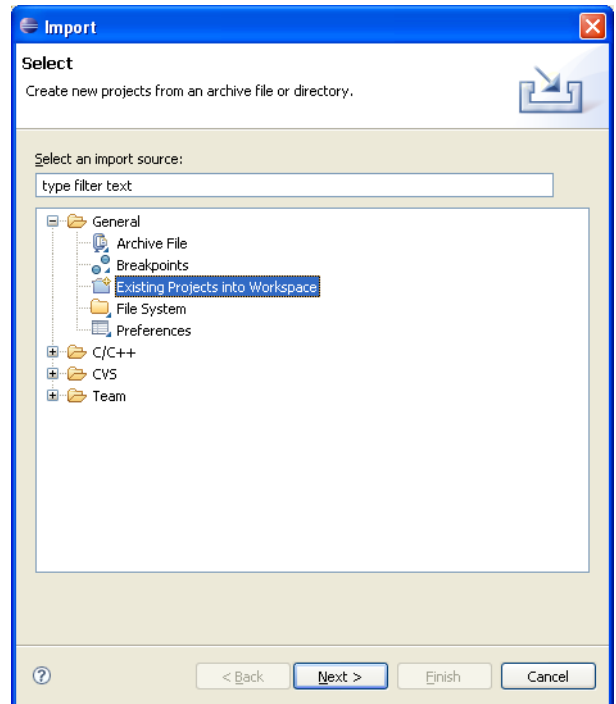 Import
Select
Create new projects from an archive file or directory.
Select an import source:
type filter text
General
Archive File
Breakpoints
Existing Projects into Workspace
File System
Preferences
C/C++
CVS
Team
? < Back Next > Finish Cancel